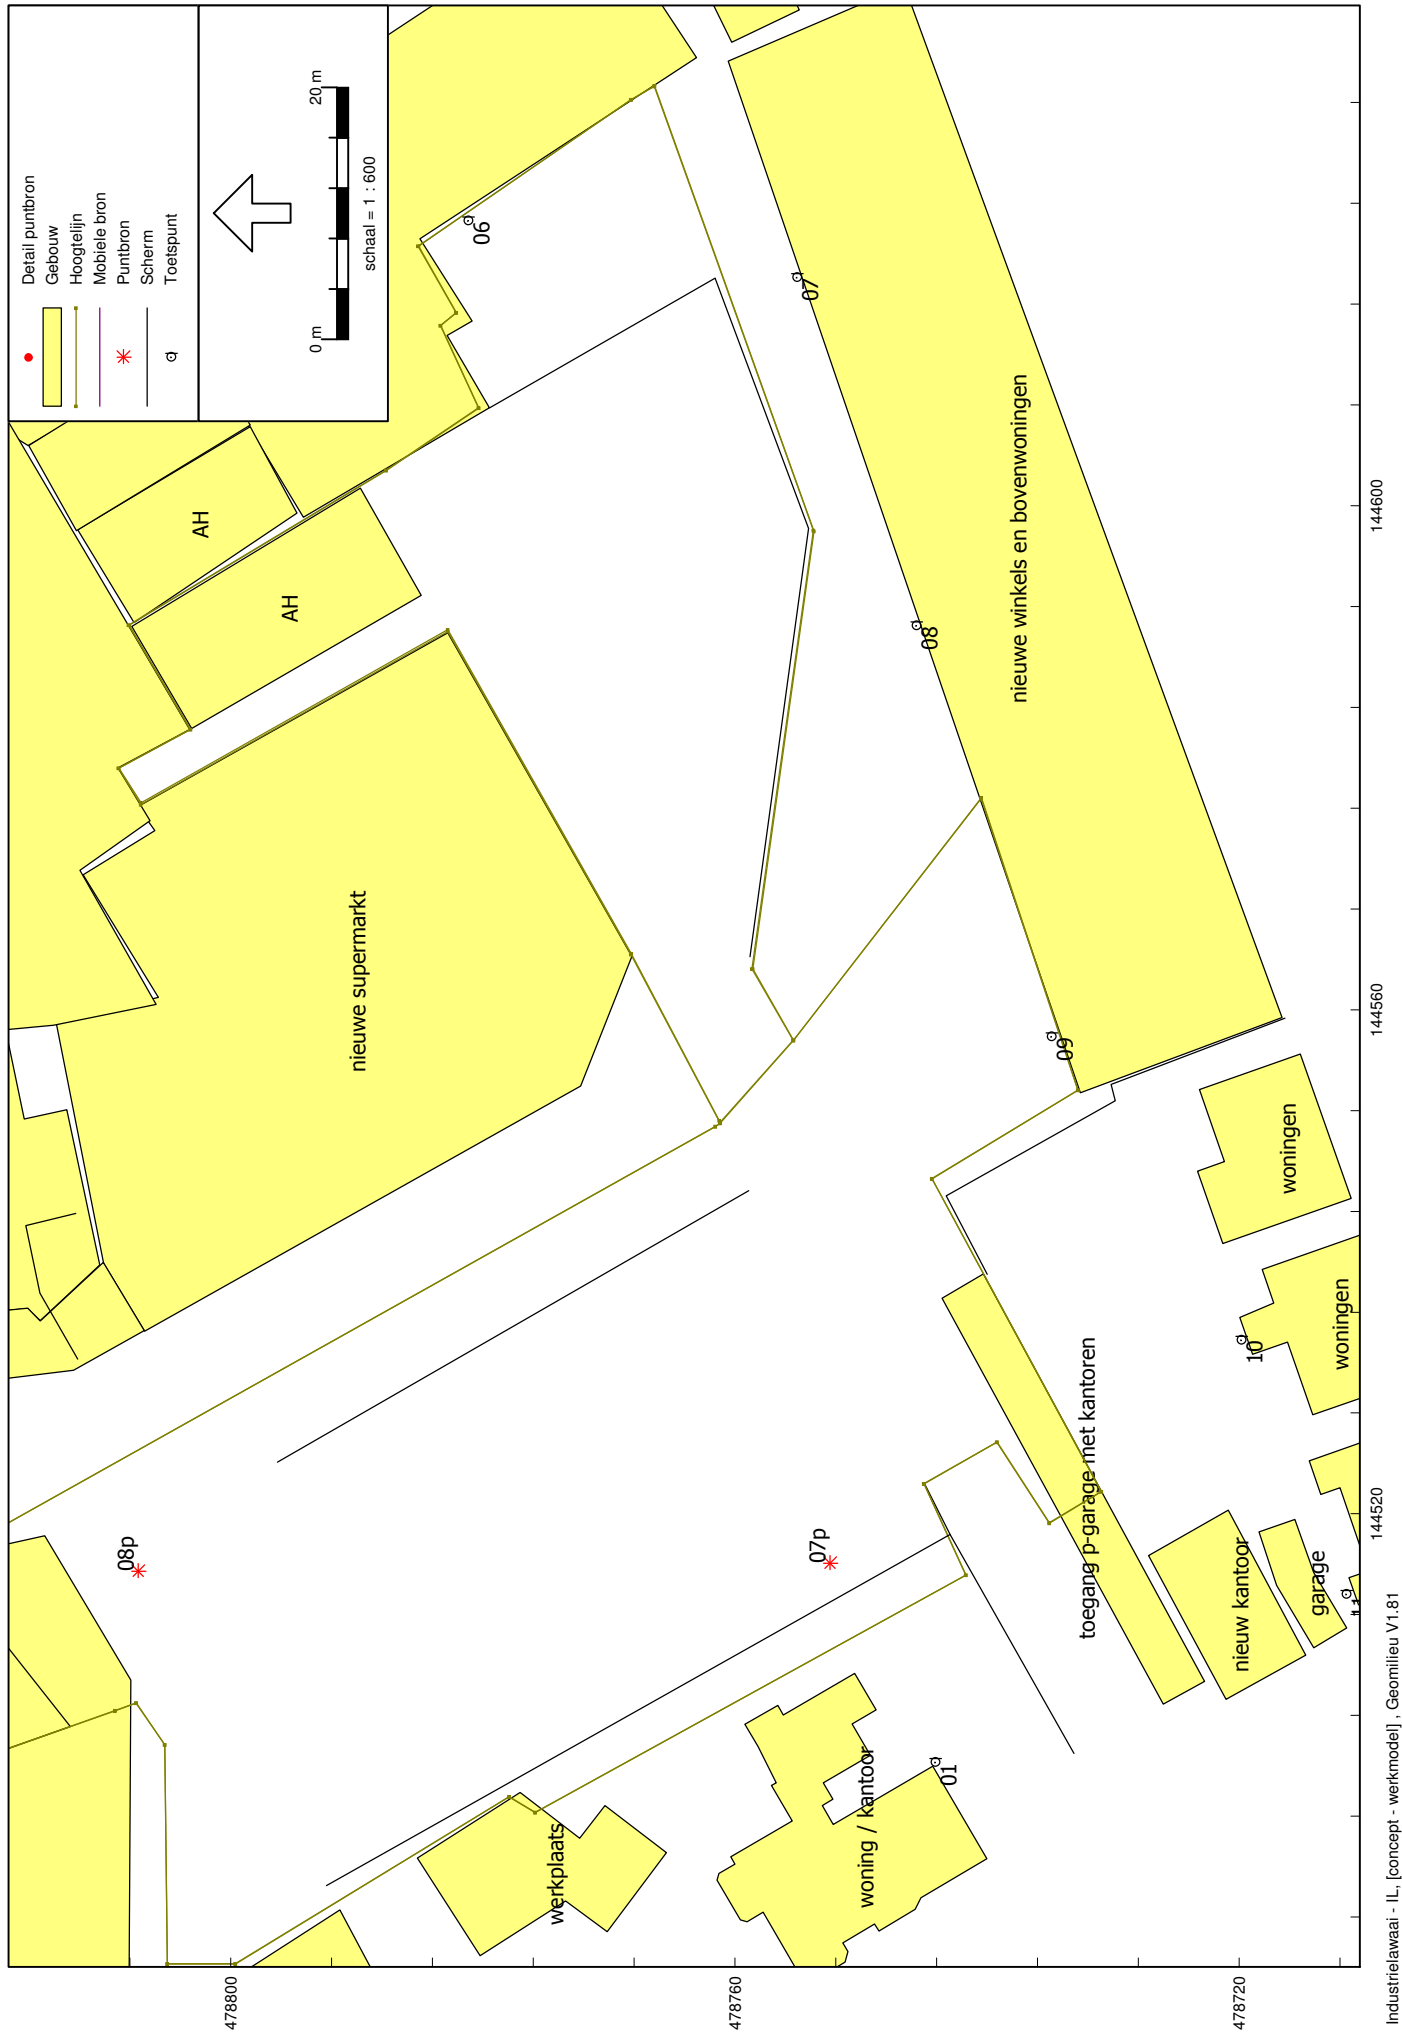 Detail puntbron
Gebouw
Hoogtelijn
Mobiele bron
Puntbron
Scherm
Toetspunt
0 m
20 m
schaal = 1 : 600
AH
AH
06
07
08
09
10
01
nieuwe supermarkt
nieuwe winkels en bovenwoningen
08p
07p
toegang p-garage met kantoren
woningen
woningen
nieuw kantoor
garage
werkplaats
woning / kantoor
478800
478760
478720
144520
144560
144600
Industrielawaai - IL, [concept - werkmodel] , Geomilieu V1.81